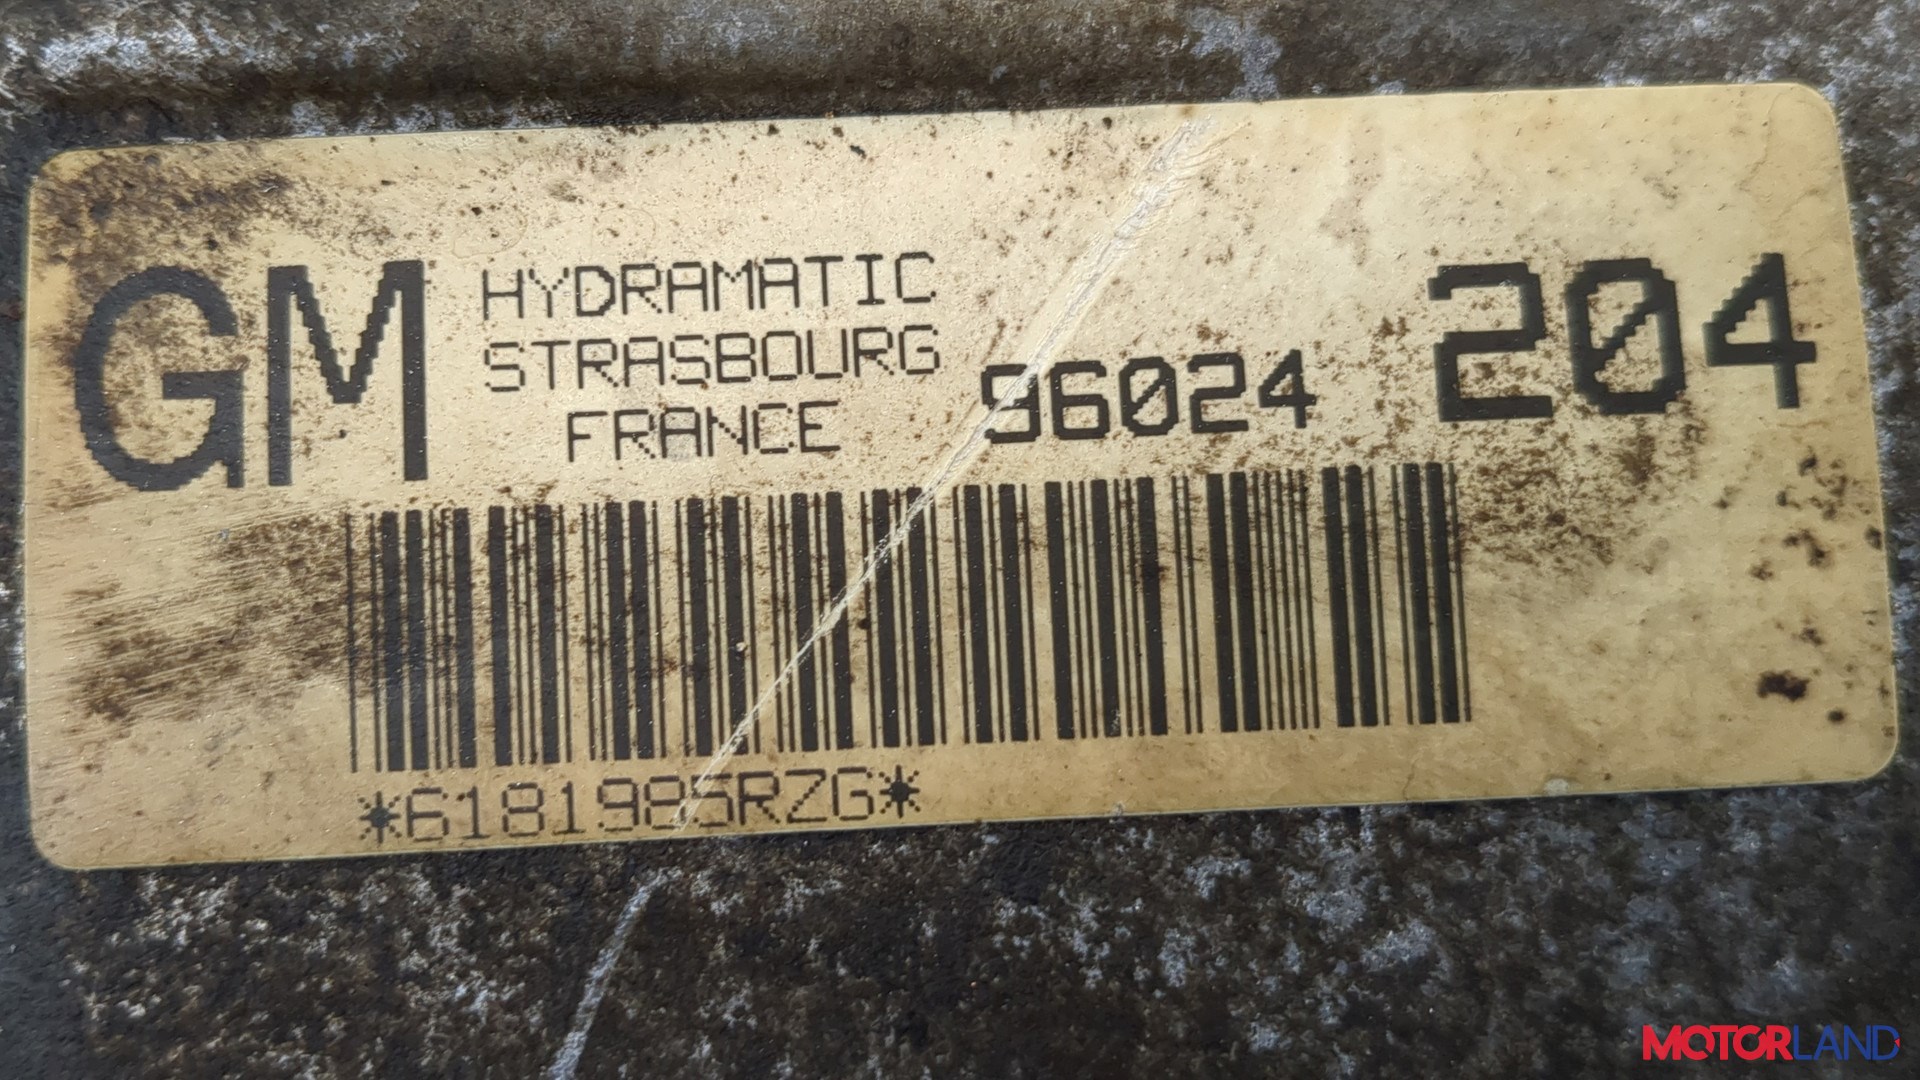 GM
HYDRAMATIC
STRASBOURG
FRANCE
96024
204
*6181985RZG*
MOTORLAND